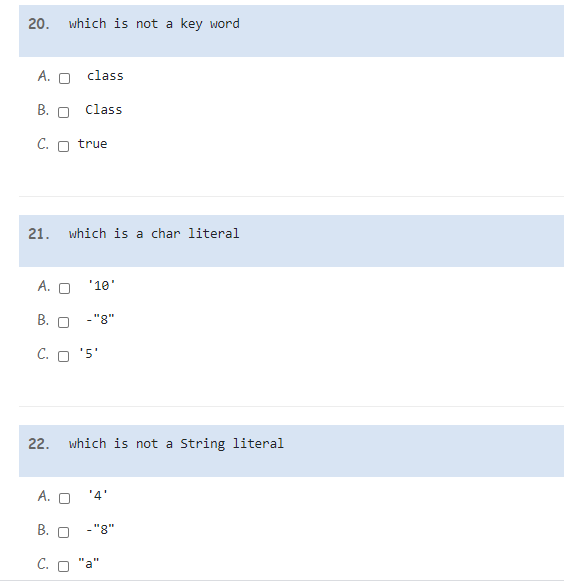 20. which is not a key word
A. class
B. Class
C. true
21. which is a char literal
A. '10'
B. -"8"
C. '5'
22. which is not a String literal
A. '4'
B. -"8"
C. "a"